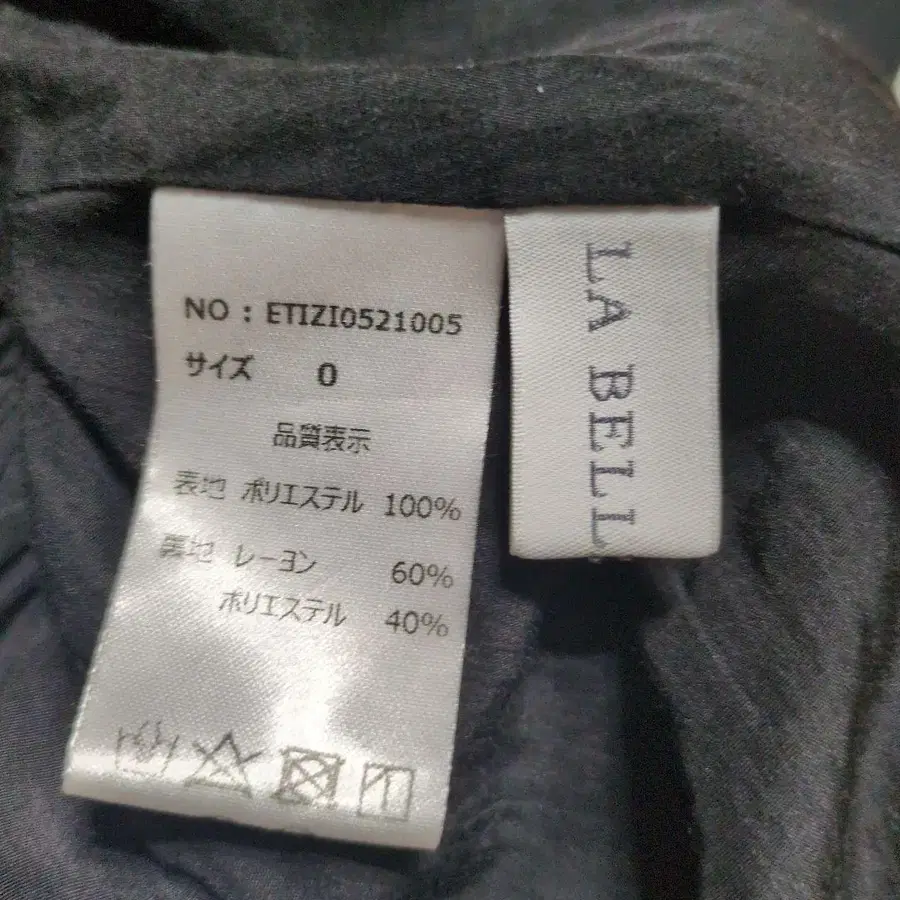 NO : ETIZI0521005
サイズ 0
品質表示
表地 ポリエステル 100%
裏地 レーヨン 60%
ポリエステル 40%
LA BELL